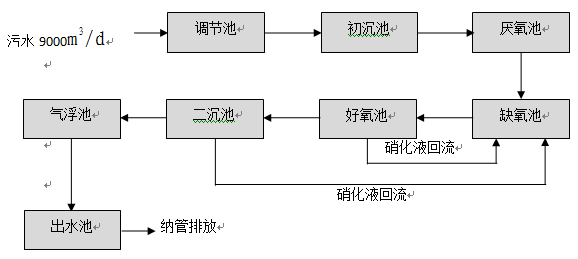 污水 9000m³/d
调节池
初沉池
厌氧池
气浮池
二沉池
好氧池
缺氧池
硝化液回流
硝化液回流
出水池
纳管排放